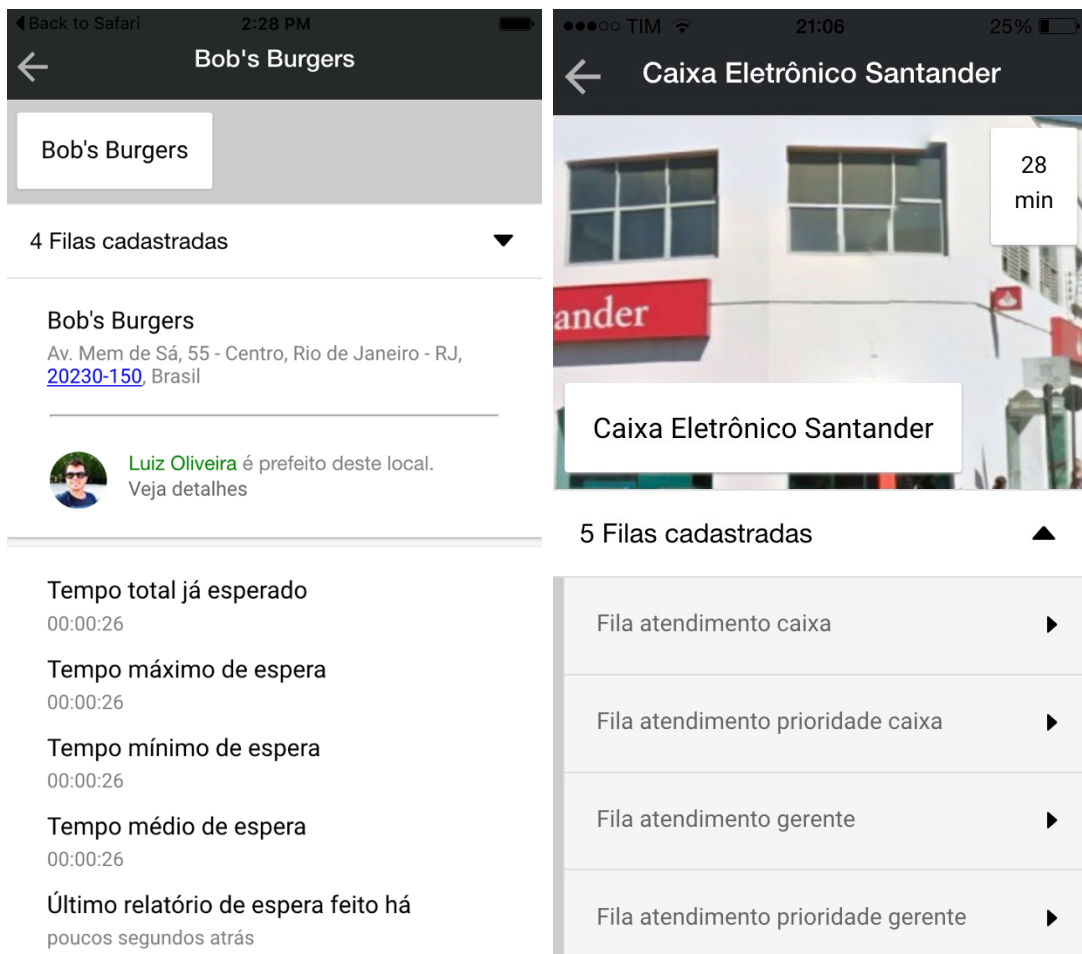 Back to Safari
2:28 PM
Bob's Burgers
Bob's Burgers
4 Filas cadastradas
Bob's Burgers
Av. Mem de Sá, 55 - Centro, Rio de Janeiro - RJ,
20230-150, Brasil
Luiz Oliveira é prefeito deste local.
Veja detalhes
Tempo total já esperado
00:00:26
Tempo máximo de espera
00:00:26
Tempo mínimo de espera
00:00:26
Tempo médio de espera
00:00:26
Último relatório de espera feito há
poucos segundos atrás
TIM
21:06
25%
Caixa Eletrônico Santander
28
min
ander
Caixa Eletrônico Santander
5 Filas cadastradas
Fila atendimento caixa
Fila atendimento prioridade caixa
Fila atendimento gerente
Fila atendimento prioridade gerente